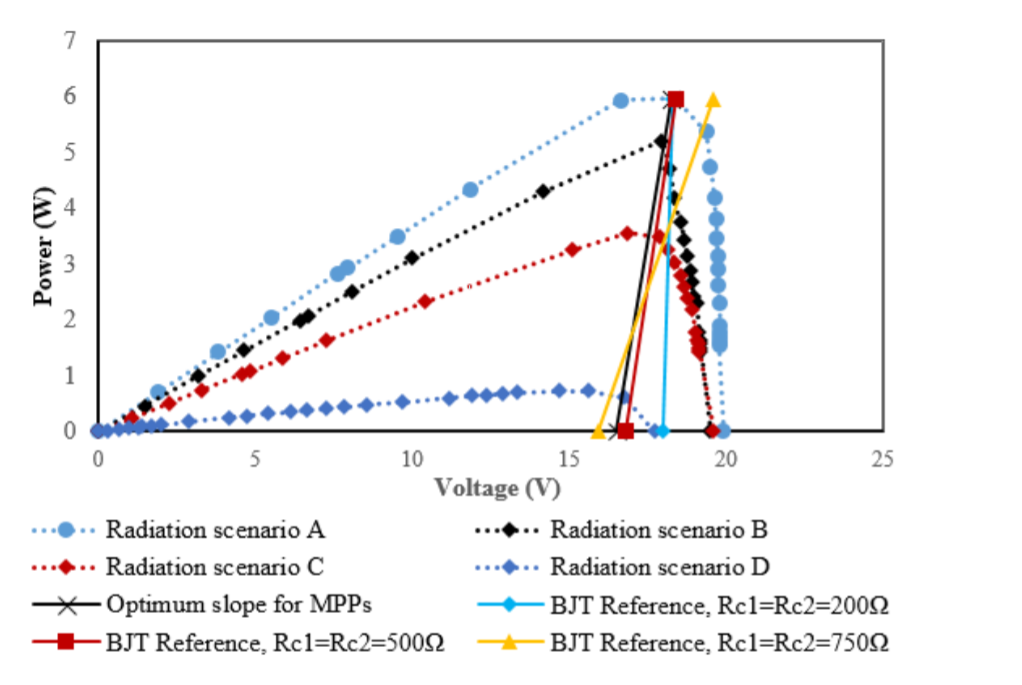 7
6
5
4
3
2
1
0
Power (W)
0 5 10 15 20 25
Voltage (V)
Radiation scenario A Radiation scenario B
Radiation scenario C Radiation scenario D
Optimum slope for MPPs BJT Reference, Rc1=Rc2=200Ω
BJT Reference, Rc1=Rc2=500Ω BJT Reference, Rc1=Rc2=750Ω